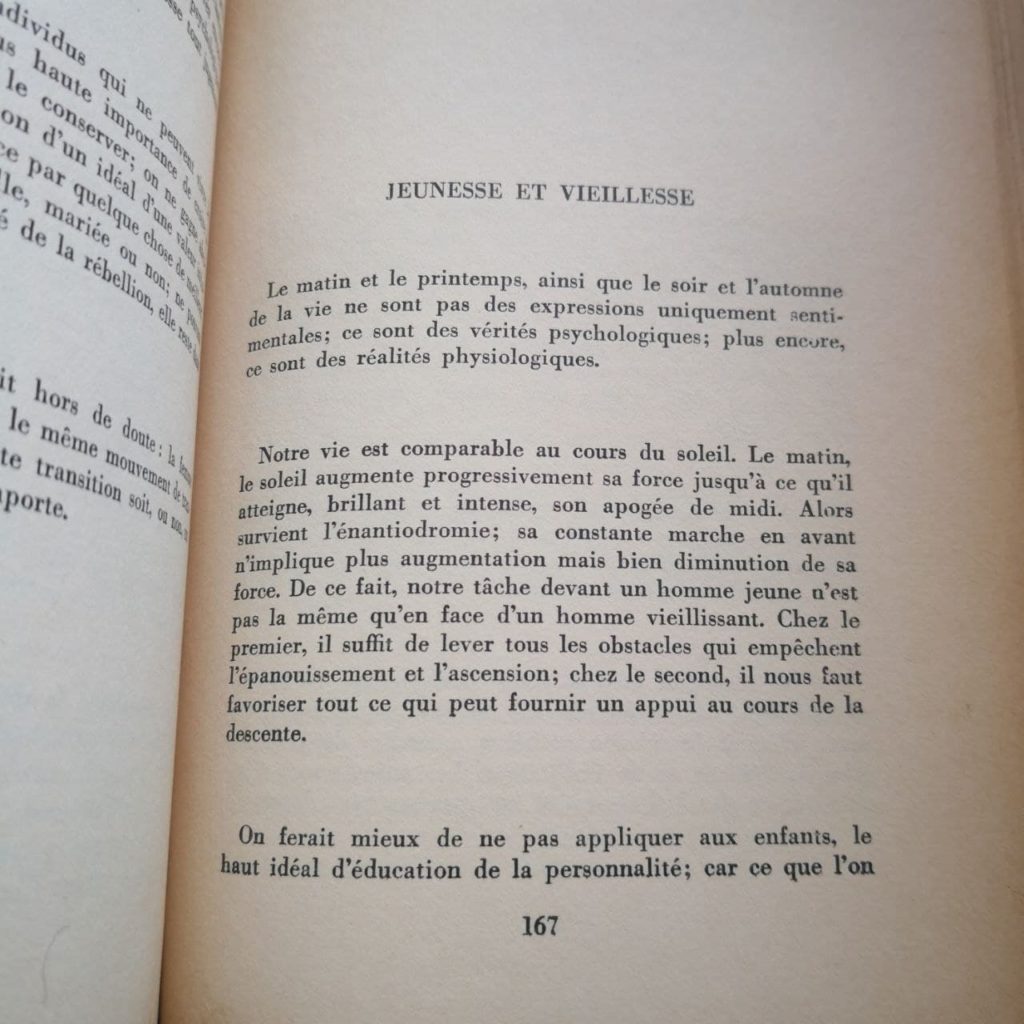 individus qui ne peuvent
haute importance de
le conserver; on ne gagne
d'un idéal d'une valeur
par quelque chose de
mariée ou non; ne
de la rébellion, elle reste
hors de doute : la
le même mouvement de
transition soit, ou non,
JEUNESSE ET VIEILLESSE
Le matin et le printemps, ainsi que le soir et l'automne
de la vie ne sont pas des expressions uniquement senti-
mentales; ce sont des vérités psychologiques; plus encore,
ce sont des réalités physiologiques.
Notre vie est comparable au cours du soleil. Le matin,
le soleil augmente progressivement sa force jusqu'à ce qu'il
atteigne, brillant et intense, son apogée de midi. Alors
survient l'énantiodromie; sa constante marche en avant
n'implique plus augmentation mais bien diminution de sa
force. De ce fait, notre tâche devant un homme jeune n'est
pas la même qu'en face d'un homme vieillissant. Chez le
premier, il suffit de lever tous les obstacles qui empêchent
l'épanouissement et l'ascension; chez le second, il nous faut
favoriser tout ce qui peut fournir un appui au cours de la
descente.
On ferait mieux de ne pas appliquer aux enfants, le
haut idéal d'éducation de la personnalité; car ce que l'on
167